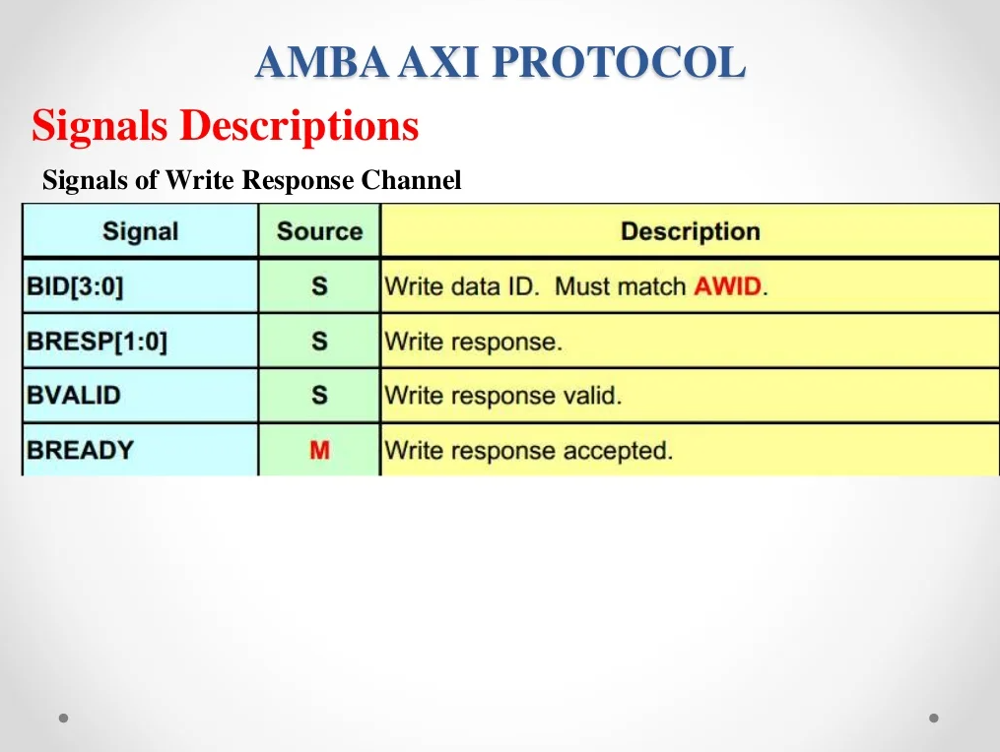 AMBA AXI PROTOCOL
Signals Descriptions
Signals of Write Response Channel
Signal Source Description
BID[3:0] S Write data ID. Must match AWID.
BRESP[1:0] S Write response.
BVALID S Write response valid.
BREADY M Write response accepted.